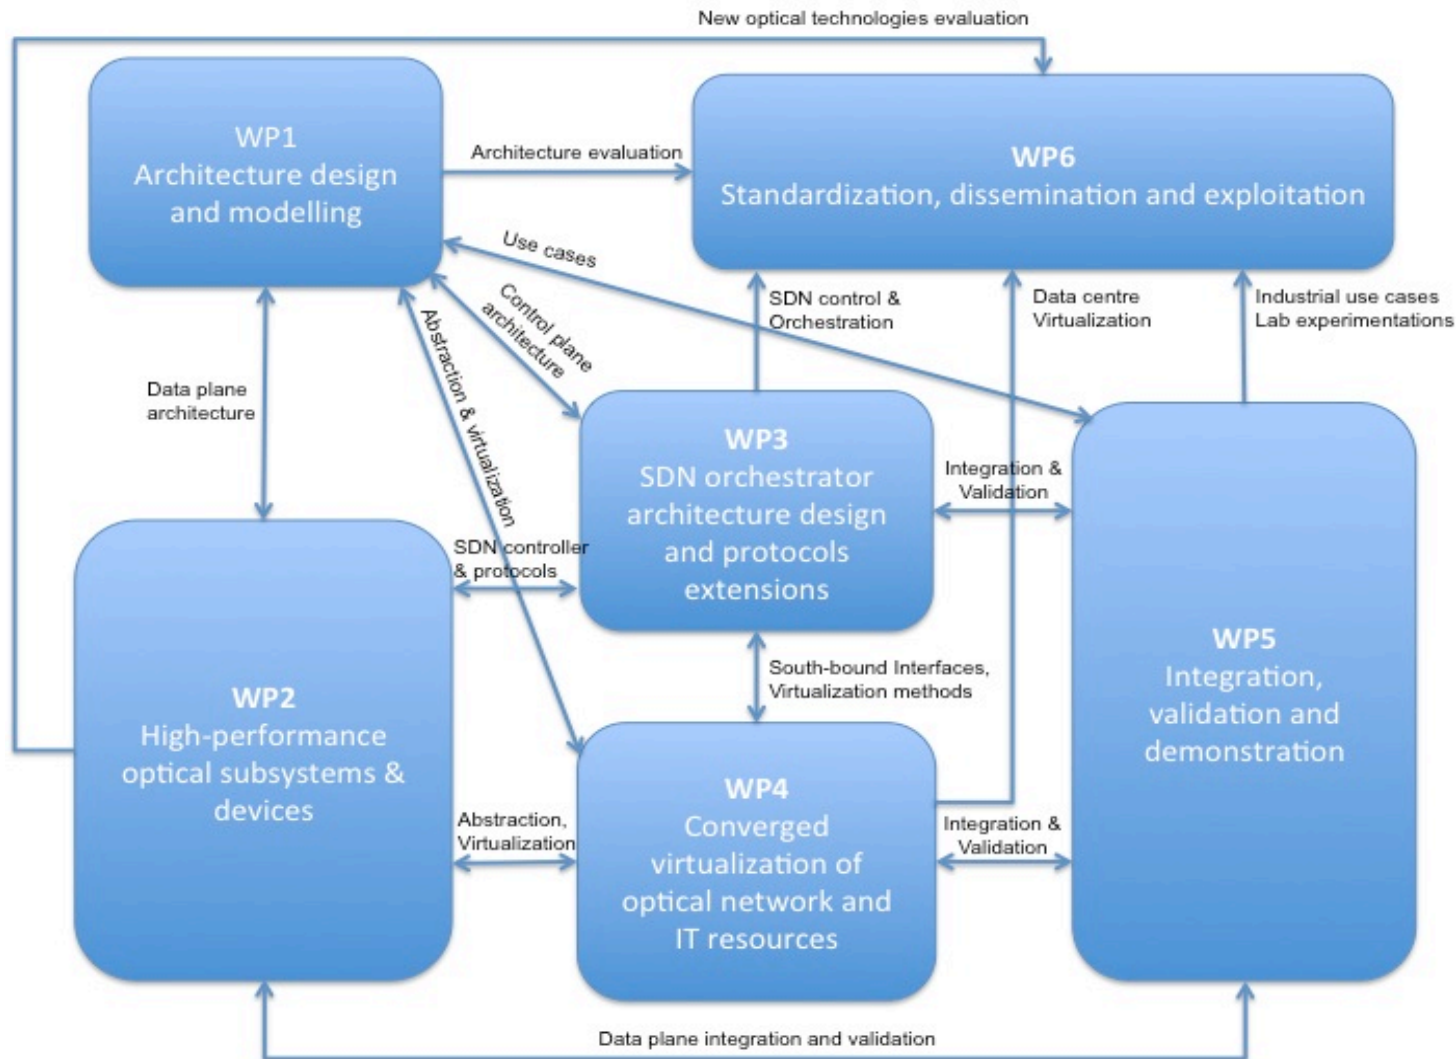 New optical technologies evaluation
WP1
Architecture design
and modelling
Architecture evaluation
WP6
Standardization, dissemination and exploitation
Use cases
Control plane
architecture
Abstraction & virtualization
SDN control &
Orchestration
Data centre
Virtualization
Industrial use cases
Lab experimentations
Data plane
architecture
WP3
SDN orchestrator
architecture design
and protocols
extensions
Integration &
Validation
SDN controller
& protocols
WP2
High-performance
optical subsystems &
devices
South-bound Interfaces,
Virtualization methods
WP5
Integration,
validation and
demonstration
Abstraction,
Virtualization
WP4
Converged
virtualization of
optical network and
IT resources
Integration &
Validation
Data plane integration and validation